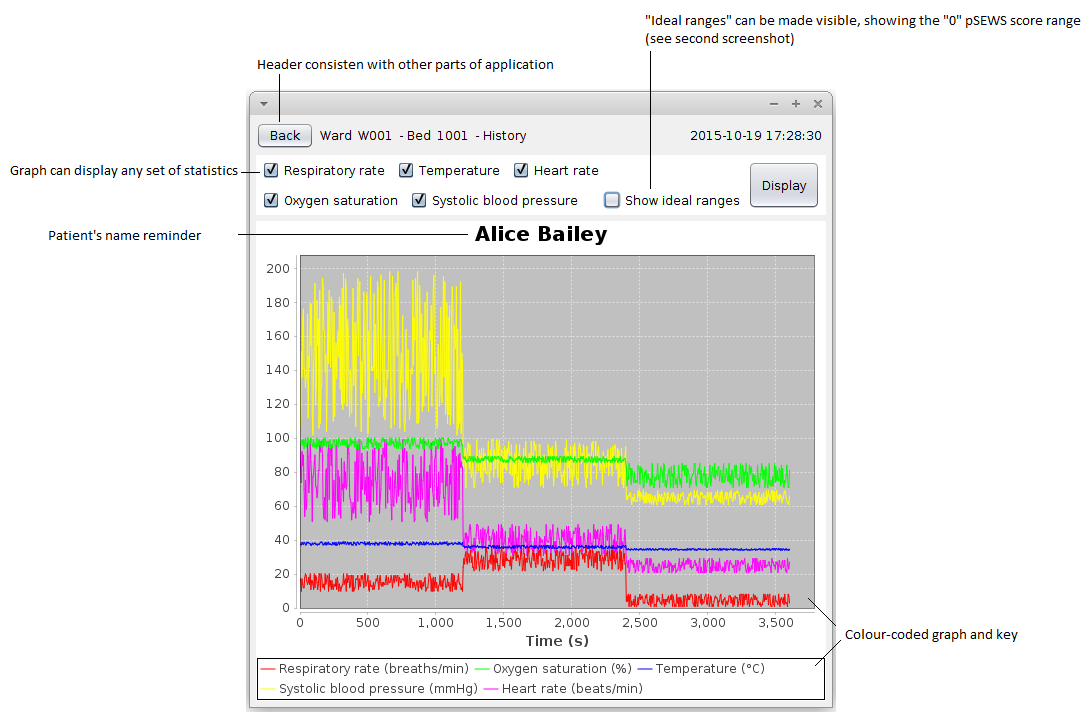 "Ideal ranges" can be made visible, showing the "0" pSEWS score range
(see second screenshot)
Header consisten with other parts of application
Back Ward W001 - Bed 1001 - History 2015-10-19 17:28:30
Graph can display any set of statistics
Respiratory rate Temperature Heart rate
Display
Oxygen saturation Systolic blood pressure Show ideal ranges
Patient's name reminder
Alice Bailey
200
180
160
140
120
100
80
60
40
20
0
0 500 1,000 1,500 2,000 2,500 3,000 3,500
Time (s)
Colour-coded graph and key
Respiratory rate (breaths/min) Oxygen saturation (%) Temperature (°C)
Systolic blood pressure (mmHg) Heart rate (beats/min)